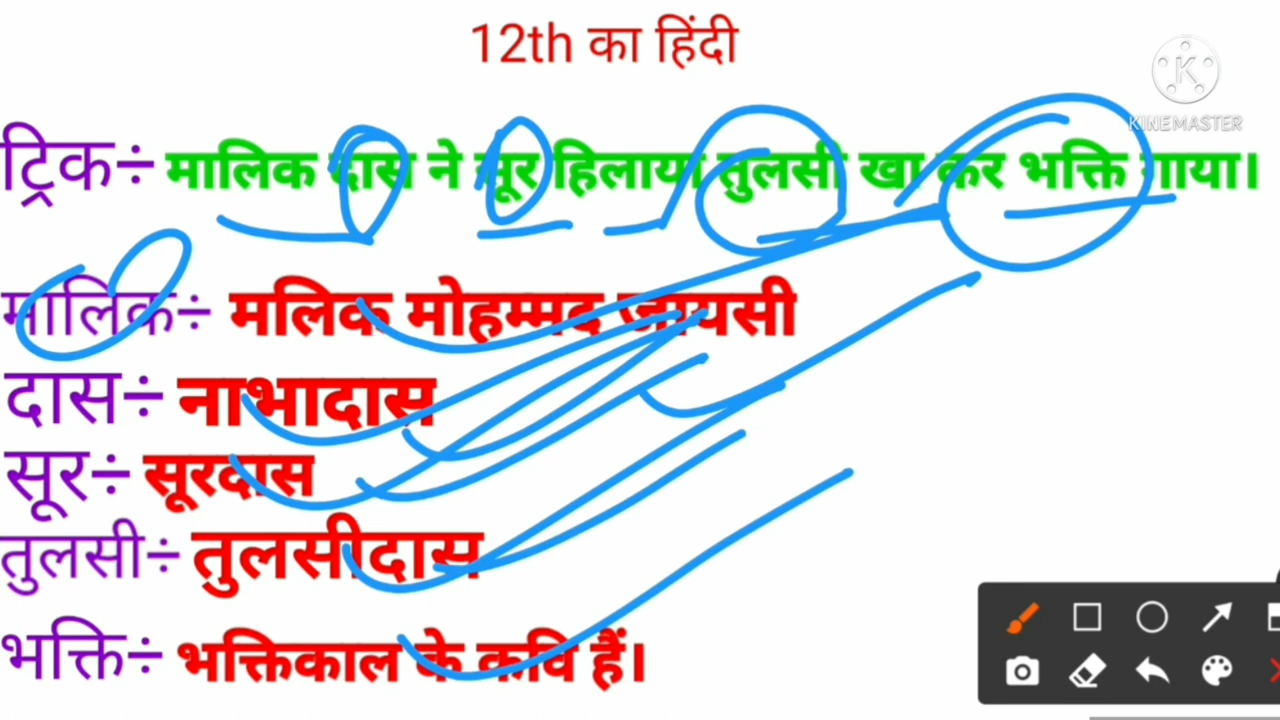 12th का हिंदी
KINEMASTER
ट्रिक÷ मालिक दास ने सूर हिलाया तुलसी खा कर भक्ति गाया।
मालिक÷ मलिक मोहम्मद जायसी
दास÷ नाभादास
सूर÷ सूरदास
तुलसी÷ तुलसीदास
भक्ति÷ भक्तिकाल के कवि हैं।